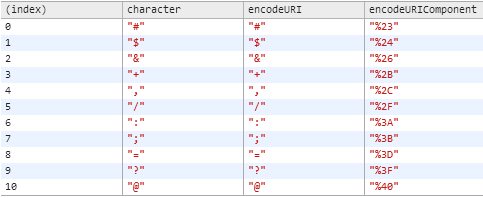 (index) character encodeURI encodeURIComponent
0 "#" "#" "%23"
1 "$" "$" "%24"
2 "&" "&" "%26"
3 "+" "+" "%2B"
4 "," "," "%2C"
5 "/" "/" "%2F"
6 ":" ":" "%3A"
7 ";" ";" "%3B"
8 "=" "=" "%3D"
9 "?" "?" "%3F"
10 "@" "@" "%40"